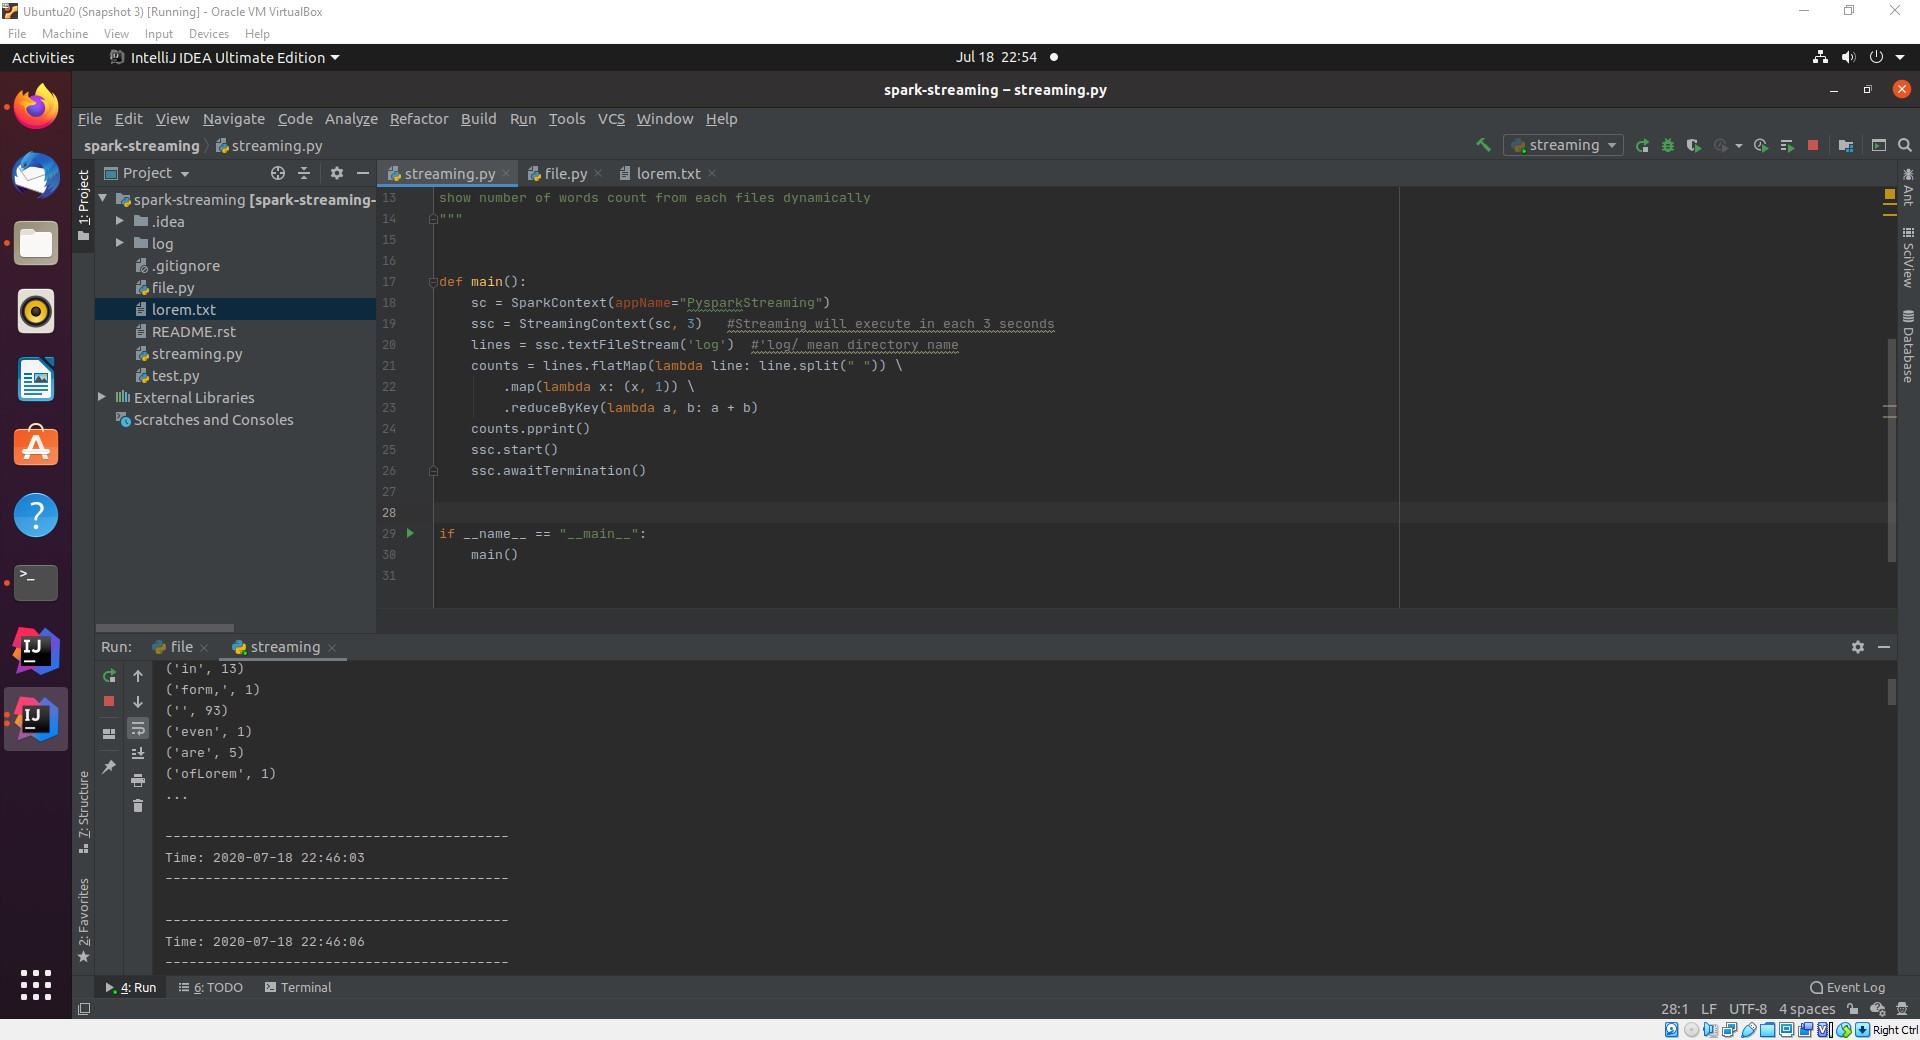 Ubuntu20 (Snapshot 3) [Running] - Oracle VM VirtualBox
File Machine View Input Devices Help
Activities IntelliJ IDEA Ultimate Edition Jul 18 22:54
spark-streaming – streaming.py
File Edit View Navigate Code Analyze Refactor Build Run Tools VCS Window Help
spark-streaming streaming.py streaming
1: Project
Project
spark-streaming [spark-streaming-
.idea
log
.gitignore
file.py
lorem.txt
README.rst
streaming.py
test.py
External Libraries
Scratches and Consoles
streaming.py file.py lorem.txt
13 show number of words count from each files dynamically
14 """
15
16
17 def main():
18 sc = SparkContext(appName="PysparkStreaming")
19 ssc = StreamingContext(sc, 3) #Streaming will execute in each 3 seconds
20 lines = ssc.textFileStream('log') #'log/ mean directory name
21 counts = lines.flatMap(lambda line: line.split(" ")) \
22 .map(lambda x: (x, 1)) \
23 .reduceByKey(lambda a, b: a + b)
24 counts.pprint()
25 ssc.start()
26 ssc.awaitTermination()
27
28
29 if __name__ == "__main__":
30 main()
31
Ant
SciView
Database
Run: file streaming
('in', 13)
('form,', 1)
('', 93)
('even', 1)
('are', 5)
('ofLorem', 1)
...
-------------------------------------------
Time: 2020-07-18 22:46:03
-------------------------------------------
-------------------------------------------
Time: 2020-07-18 22:46:06
-------------------------------------------
7: Structure
2: Favorites
4: Run 6: TODO Terminal Event Log
28:1 LF UTF-8 4 spaces
Right Ctrl